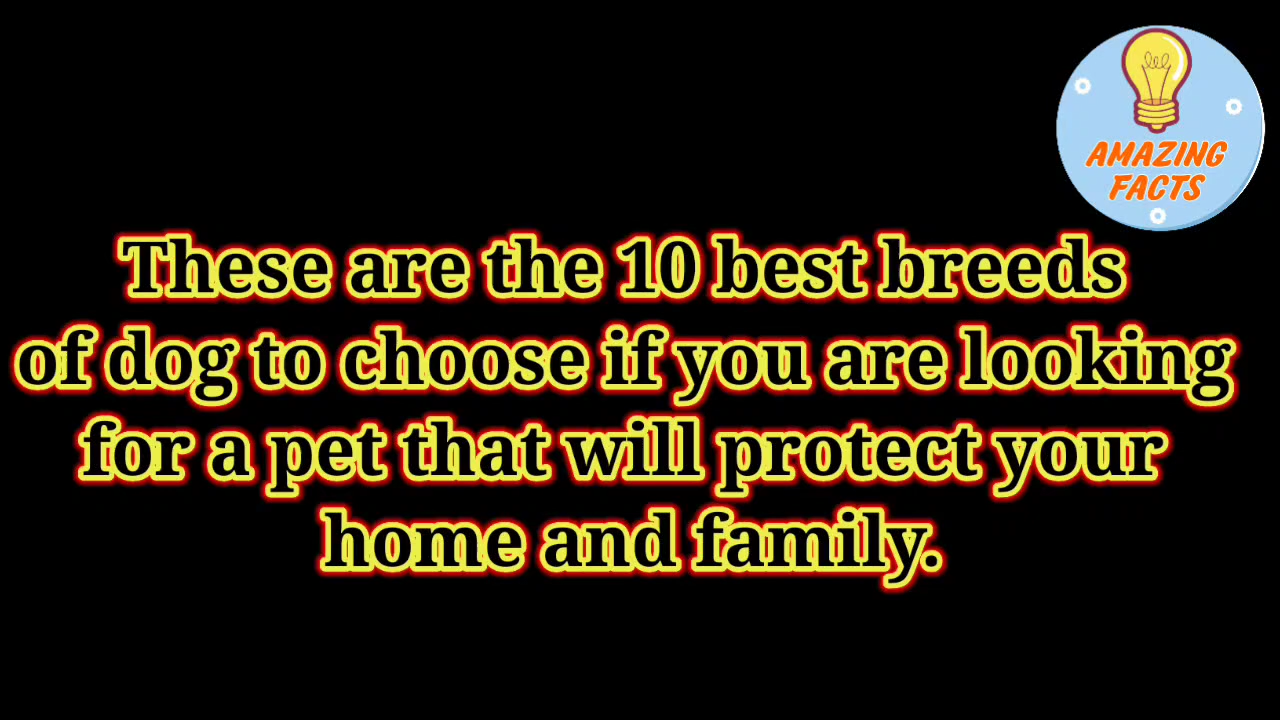 AMAZING
FACTS
These are the 10 best breeds
of dog to choose if you are looking
for a pet that will protect your
home and family.